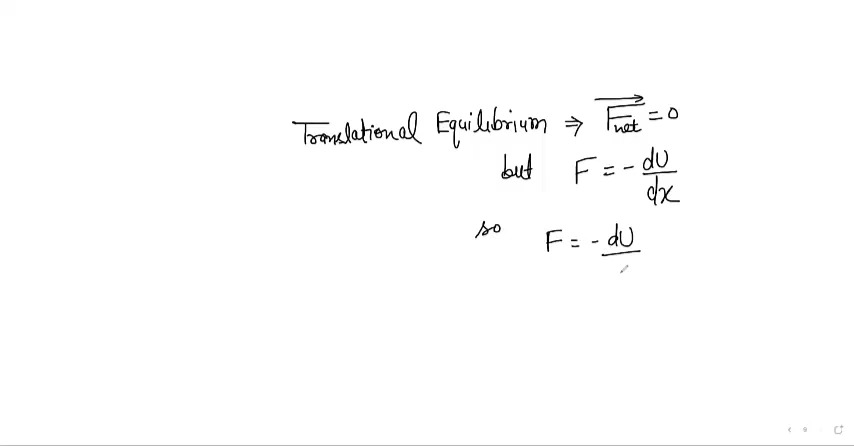 Translational Equilibrium ⇒ F⃗net = 0
but F = - dU/dx
so F = - dU